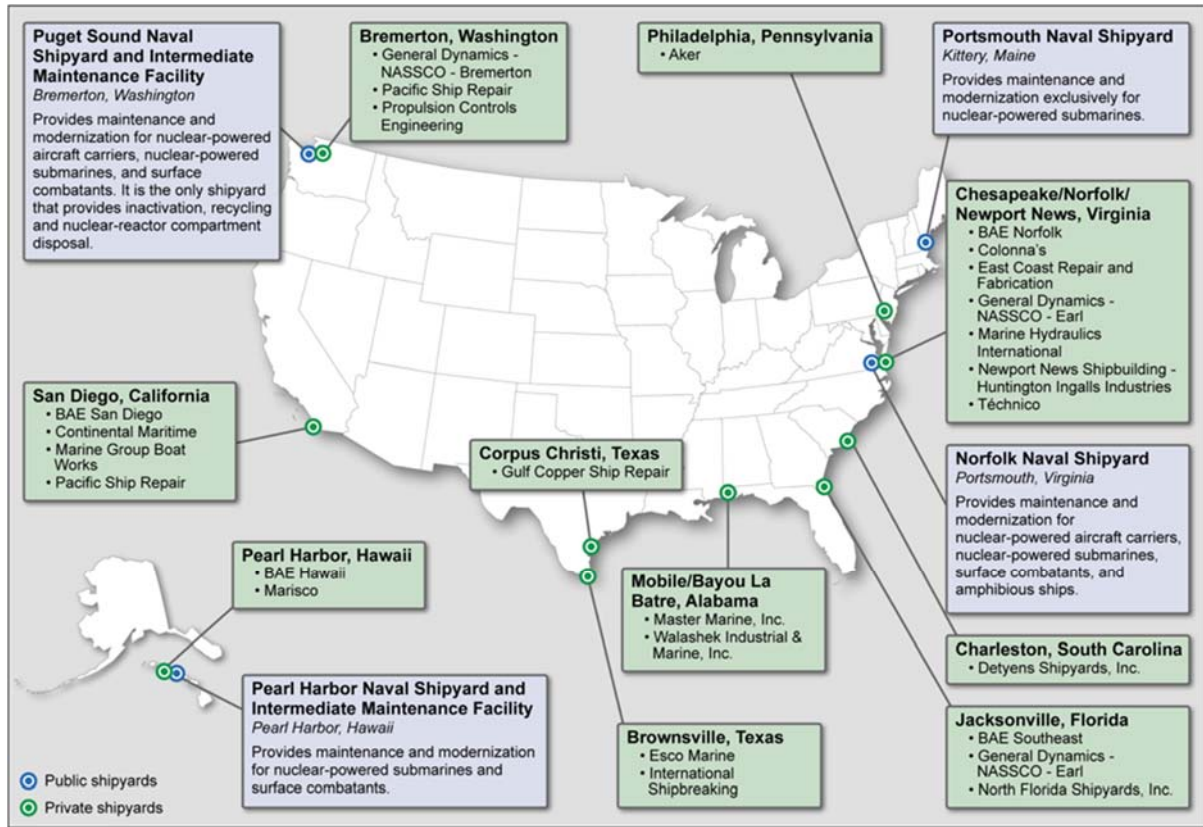 Puget Sound Naval
Shipyard and Intermediate
Maintenance Facility
Bremerton, Washington
Provides maintenance and
modernization for nuclear-powered
aircraft carriers, nuclear-powered
submarines, and surface
combatants. It is the only shipyard
that provides inactivation, recycling
and nuclear-reactor compartment
disposal.
Bremerton, Washington
• General Dynamics -
NASSCO - Bremerton
• Pacific Ship Repair
• Propulsion Controls
Engineering
Philadelphia, Pennsylvania
• Aker
Portsmouth Naval Shipyard
Kittery, Maine
Provides maintenance and
modernization exclusively for
nuclear-powered submarines.
Chesapeake/Norfolk/
Newport News, Virginia
• BAE Norfolk
• Colonna's
• East Coast Repair and
Fabrication
• General Dynamics -
NASSCO - Earl
• Marine Hydraulics
International
• Newport News Shipbuilding -
Huntington Ingalls Industries
• Téchnico
San Diego, California
• BAE San Diego
• Continental Maritime
• Marine Group Boat
Works
• Pacific Ship Repair
Corpus Christi, Texas
• Gulf Copper Ship Repair
Norfolk Naval Shipyard
Portsmouth, Virginia
Provides maintenance and
modernization for
nuclear-powered aircraft carriers,
nuclear-powered submarines,
surface combatants, and
amphibious ships.
Pearl Harbor, Hawaii
• BAE Hawaii
• Marisco
Mobile/Bayou La
Batre, Alabama
• Master Marine, Inc.
• Walashek Industrial &
Marine, Inc.
Charleston, South Carolina
• Detyens Shipyards, Inc.
Pearl Harbor Naval Shipyard and
Intermediate Maintenance Facility
Pearl Harbor, Hawaii
Provides maintenance and modernization
for nuclear-powered submarines and
surface combatants.
Brownsville, Texas
• Esco Marine
• International
Shipbreaking
Jacksonville, Florida
• BAE Southeast
• General Dynamics -
NASSCO - Earl
• North Florida Shipyards, Inc.
Public shipyards
Private shipyards